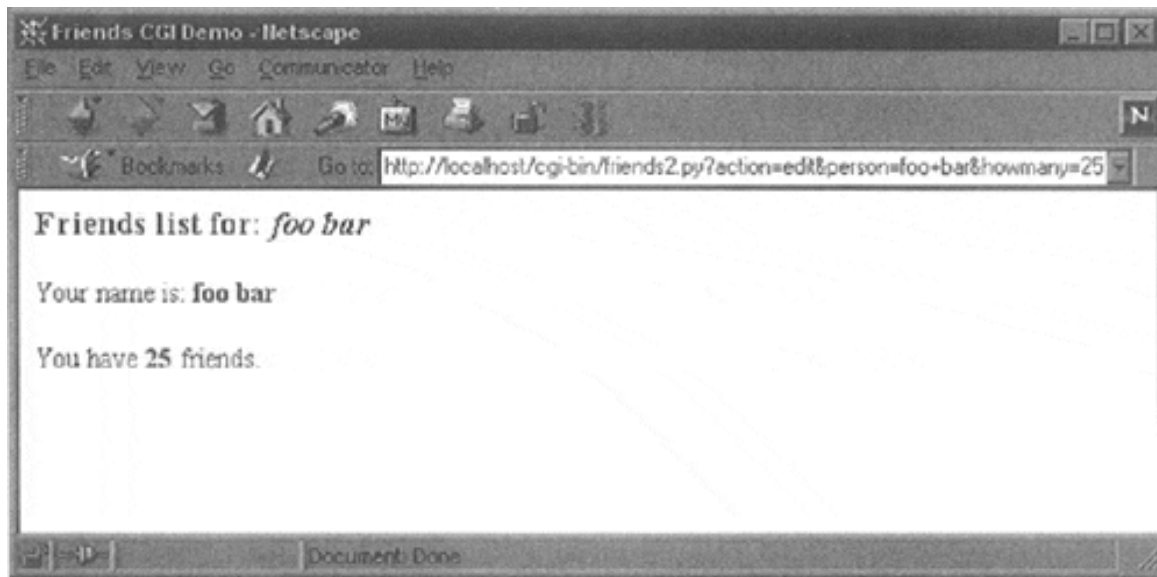 Friends CGI Demo - Netscape
File Edit View Go Communicator Help
My
N
Bookmarks Go to: http://localhost/cgi-bin/friends2.py?action=edit&person=foo+bar&howmany=25
Friends list for: foo bar
Your name is: foo bar
You have 25 friends.
Document: Done